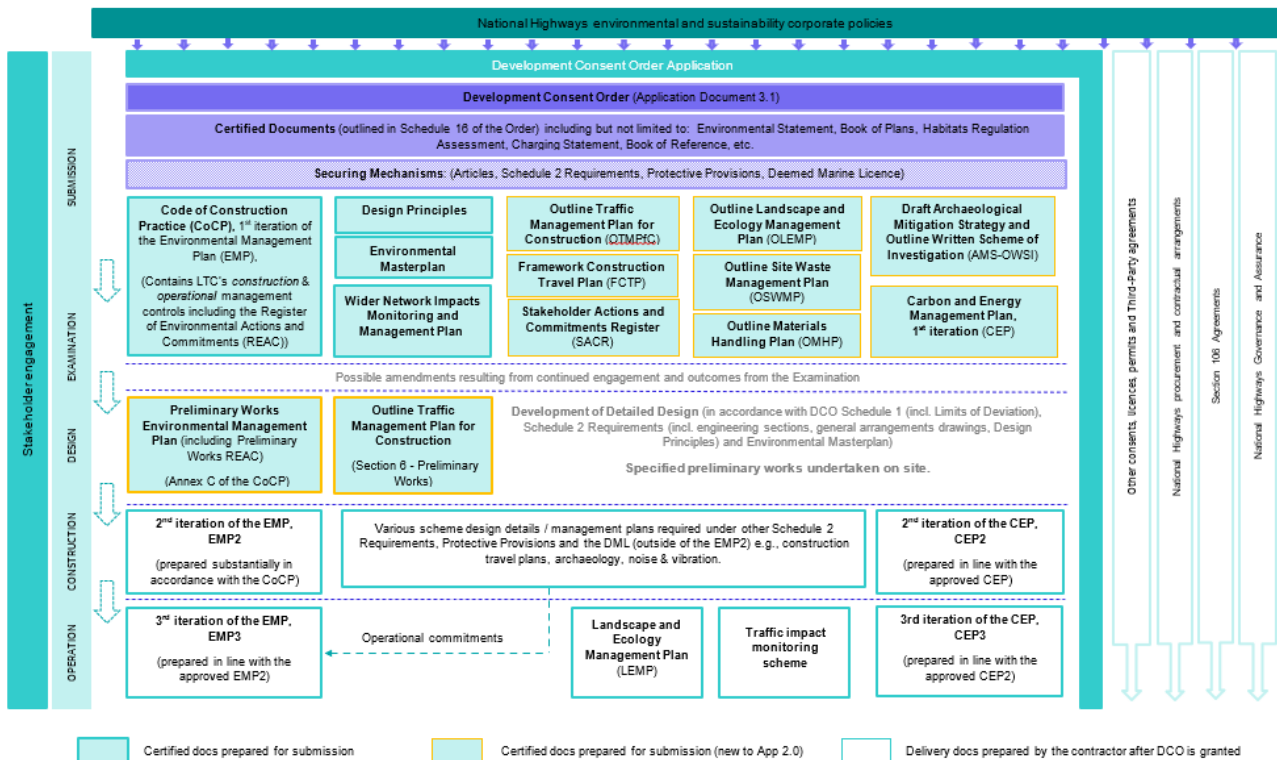 National Highways environmental and sustainability corporate policies
Development Consent Order Application
Development Consent Order (Application Document 3.1)
Certified Documents (outlined in Schedule 16 of the Order) including but not limited to: Environmental Statement, Book of Plans, Habitats Regulation
Assessment, Charging Statement, Book of Reference, etc.
Securing Mechanisms: (Articles, Schedule 2 Requirements, Protective Provisions, Deemed Marine Licence)
Stakeholder engagement
SUBMISSION
EXAMINATION
DESIGN
CONSTRUCTION
OPERATION
Code of Construction
Practice (CoCP), 1st iteration of
the Environmental Management
Plan (EMP),
(Contains LTC's construction &
operational management
controls including the Register
of Environmental Actions and
Commitments (REAC))
Design Principles
Environmental
Masterplan
Wider Network Impacts
Monitoring and
Management Plan
Outline Traffic
Management Plan for
Construction (OTMPfC)
Framework Construction
Travel Plan (FCTP)
Stakeholder Actions and
Commitments Register
(SACR)
Outline Landscape and
Ecology Management
Plan (OLEMP)
Outline Site Waste
Management Plan
(OSWMP)
Outline Materials
Handling Plan (OMHP)
Draft Archaeological
Mitigation Strategy and
Outline Written Scheme of
Investigation (AMS-OWSI)
Carbon and Energy
Management Plan,
1st iteration (CEP)
Possible amendments resulting from continued engagement and outcomes from the Examination
Preliminary Works
Environmental Management
Plan (including Preliminary
Works REAC)
(Annex C of the CoCP)
Outline Traffic
Management Plan for
Construction
(Section 6 - Preliminary
Works)
Development of Detailed Design (in accordance with DCO Schedule 1 (incl. Limits of Deviation),
Schedule 2 Requirements (incl. engineering sections, general arrangements drawings, Design
Principles) and Environmental Masterplan)
Specified preliminary works undertaken on site.
2nd iteration of the EMP,
EMP2
(prepared substantially in
accordance with the CoCP)
Various scheme design details / management plans required under other Schedule 2
Requirements, Protective Provisions and the DML (outside of the EMP2) e.g., construction
travel plans, archaeology, noise & vibration.
2nd iteration of the CEP,
CEP2
(prepared in line with
the approved CEP)
3rd iteration of the EMP,
EMP3
(prepared in line with the
approved EMP2)
Operational commitments
Landscape and
Ecology
Management Plan
(LEMP)
Traffic impact
monitoring
scheme
3rd iteration of the CEP,
CEP3
(prepared in line with the
approved CEP2)
Other consents, licences, permits and Third-Party agreements
National Highways procurement and contractual arrangements
Section 106 Agreements
National Highways Governance and Assurance
Certified docs prepared for submission
Certified docs prepared for submission (new to App 2.0)
Delivery docs prepared by the contractor after DCO is granted